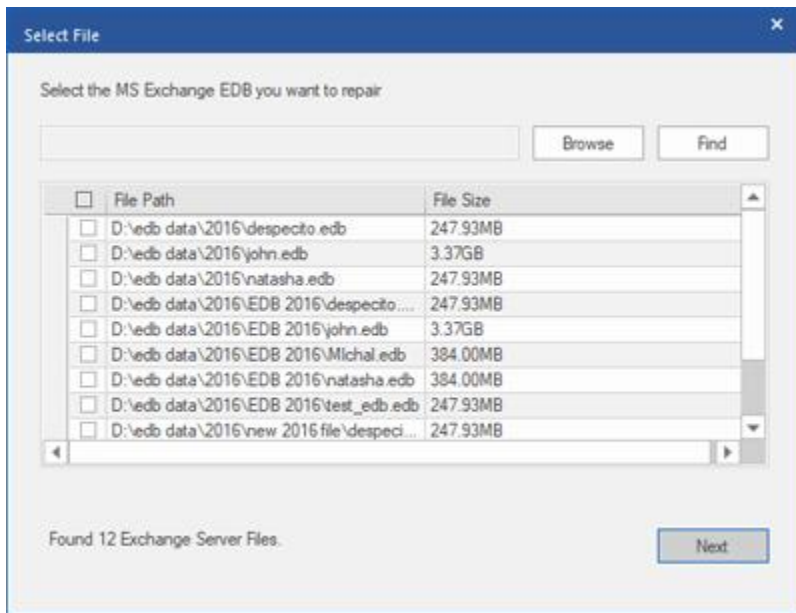 Select File
Select the MS Exchange EDB you want to repair
Browse Find
File Path File Size
D:\edb data\2016\despecito.edb 247.93MB
D:\edb data\2016\john.edb 3.37GB
D:\edb data\2016\natasha.edb 247.93MB
D:\edb data\2016\EDB 2016\despecito.... 247.93MB
D:\edb data\2016\EDB 2016\john.edb 3.37GB
D:\edb data\2016\EDB 2016\MIchal.edb 384.00MB
D:\edb data\2016\EDB 2016\natasha.edb 384.00MB
D:\edb data\2016\EDB 2016\test_edb.edb 247.93MB
D:\edb data\2016\new 2016 file\despeci... 247.93MB
Found 12 Exchange Server Files.
Next